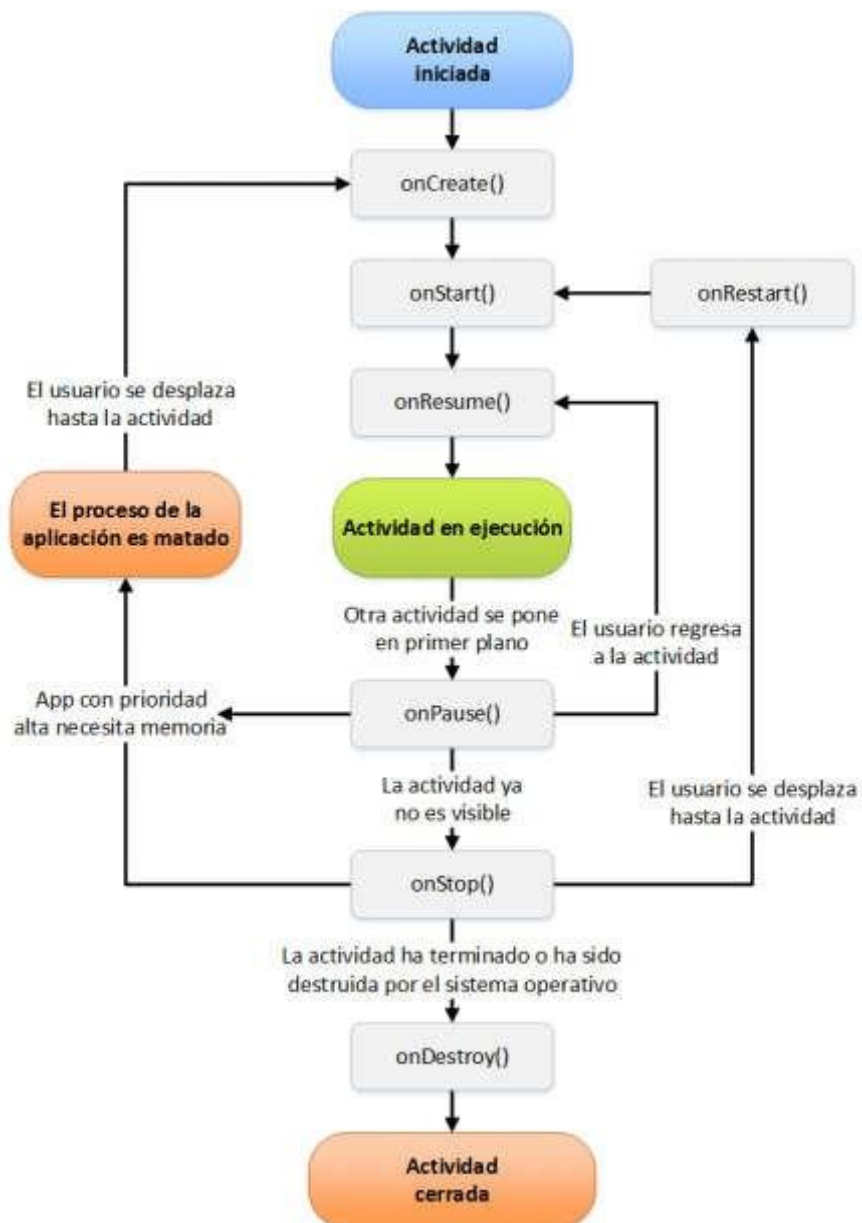 Actividad
iniciada
onCreate()
onStart()
onRestart()
onResume()
El usuario se desplaza
hasta la actividad
El proceso de la
aplicación es matado
Actividad en ejecución
Otra actividad se pone
en primer plano
El usuario regresa
a la actividad
App con prioridad
alta necesita memoria
onPause()
La actividad ya
no es visible
El usuario se desplaza
hasta la actividad
onStop()
La actividad ha terminado o ha sido
destruida por el sistema operativo
onDestroy()
Actividad
cerrada